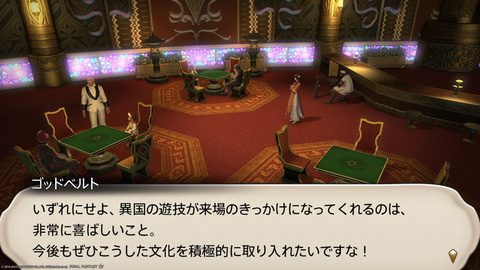 ゴッドベルト
いずれにせよ、異国の遊技が来場のきっかけになってくれるのは、
非常に喜ばしいこと。
今後もぜひこうした文化を積極的に取り入れたいですな！
FINAL FANTASY XIV